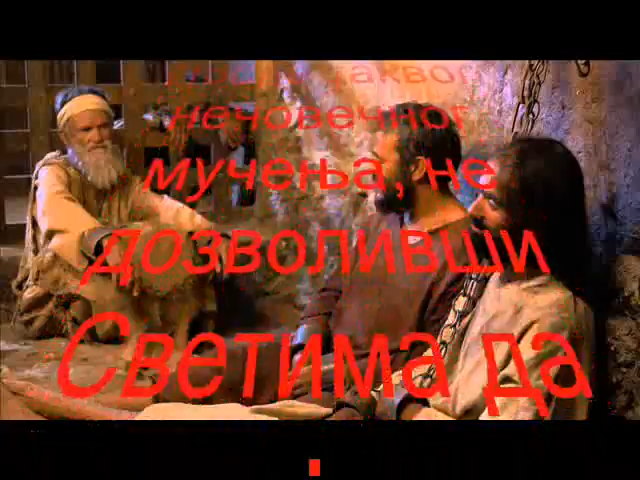 нечовечног
мучења, не
дозволивши
Светима да